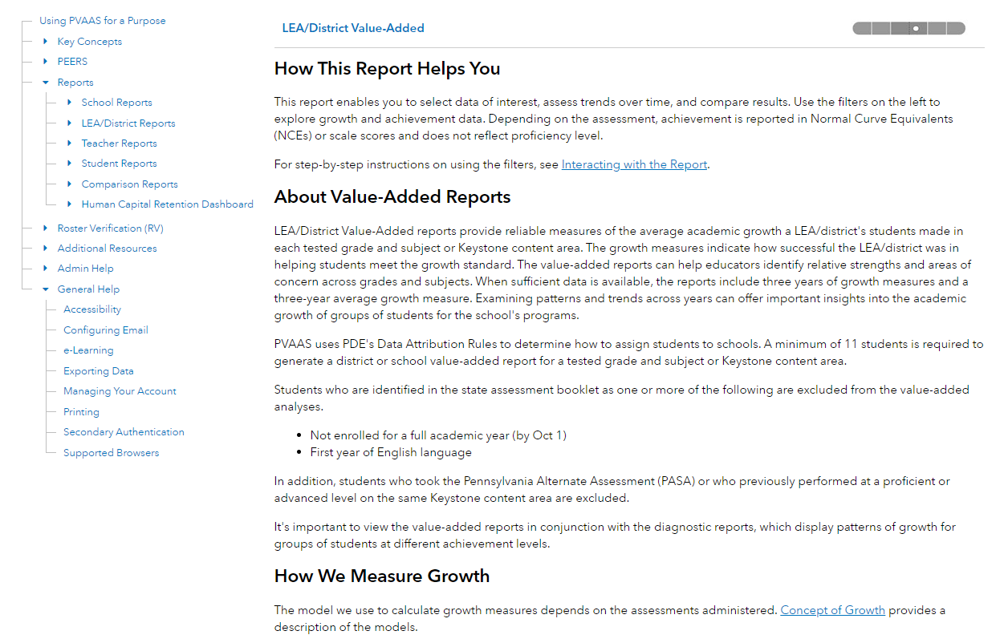 Using PVAAS for a Purpose
Key Concepts
PEERS
Reports
School Reports
LEA/District Reports
Teacher Reports
Student Reports
Comparison Reports
Human Capital Retention Dashboard
Roster Verification (RV)
Additional Resources
Admin Help
General Help
Accessibility
Configuring Email
e-Learning
Exporting Data
Managing Your Account
Printing
Secondary Authentication
Supported Browsers
LEA/District Value-Added
How This Report Helps You
This report enables you to select data of interest, assess trends over time, and compare results. Use the filters on the left to
explore growth and achievement data. Depending on the assessment, achievement is reported in Normal Curve Equivalents
(NCEs) or scale scores and does not reflect proficiency level.
For step-by-step instructions on using the filters, see Interacting with the Report.
About Value-Added Reports
LEA/District Value-Added reports provide reliable measures of the average academic growth a LEA/district's students made in
each tested grade and subject or Keystone content area. The growth measures indicate how successful the LEA/district was in
helping students meet the growth standard. The value-added reports can help educators identify relative strengths and areas of
concern across grades and subjects. When sufficient data is available, the reports include three years of growth measures and a
three-year average growth measure. Examining patterns and trends across years can offer important insights into the academic
growth of groups of students for the school's programs.
PVAAS uses PDE's Data Attribution Rules to determine how to assign students to schools. A minimum of 11 students is required to
generate a district or school value-added report for a tested grade and subject or Keystone content area.
Students who are identified in the state assessment booklet as one or more of the following are excluded from the value-added
analyses.
• Not enrolled for a full academic year (by Oct 1)
• First year of English language
In addition, students who took the Pennsylvania Alternate Assessment (PASA) or who previously performed at a proficient or
advanced level on the same Keystone content area are excluded.
It's important to view the value-added reports in conjunction with the diagnostic reports, which display patterns of growth for
groups of students at different achievement levels.
How We Measure Growth
The model we use to calculate growth measures depends on the assessments administered. Concept of Growth provides a
description of the models.